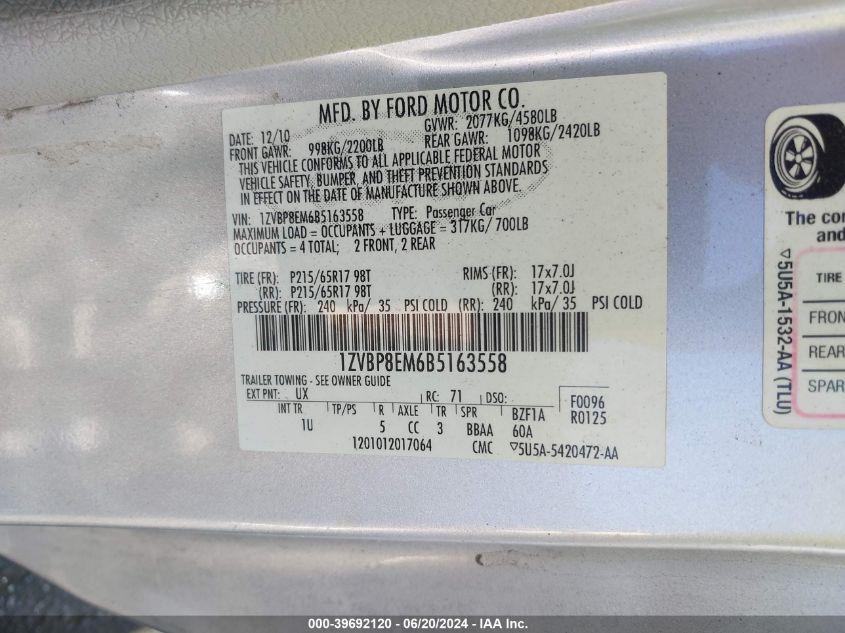 MFD. BY FORD MOTOR CO.
DATE: 12/10 GVWR: 2077KG/4580LB
FRONT GAWR: 998KG/2200LB REAR GAWR: 1098KG/2420LB
THIS VEHICLE CONFORMS TO ALL APPLICABLE FEDERAL MOTOR
VEHICLE SAFETY, BUMPER, AND THEFT PREVENTION STANDARDS
IN EFFECT ON THE DATE OF MANUFACTURE SHOWN ABOVE.
VIN: 1ZVBP8EM6B5163558 TYPE: Passenger Car
MAXIMUM LOAD = OCCUPANTS + LUGGAGE = 317KG/ 700LB
OCCUPANTS = 4 TOTAL; 2 FRONT, 2 REAR
TIRE (FR): P215/65R17 98T RIMS (FR): 17x7.0J
(RR): P215/65R17 98T (RR): 17x7.0J
PRESSURE (FR): 240 kPa/ 35 PSI COLD (RR): 240 kPa/ 35 PSI COLD
1ZVBP8EM6B5163558
TRAILER TOWING - SEE OWNER GUIDE
EXT PNT: UX RC: 71 DSO: F0096
INT TR TP/PS R AXLE TR SPR BZF1A R0125
1U 5 CC 3 BBAA 60A
1201012017064 CMC ▽5U5A-5420472-AA
The co
and
▽5U5A-1532-AA (TLU)
TIRE
FRON
REAR
SPAR
000-39692120 - 06/20/2024 - IAA Inc.